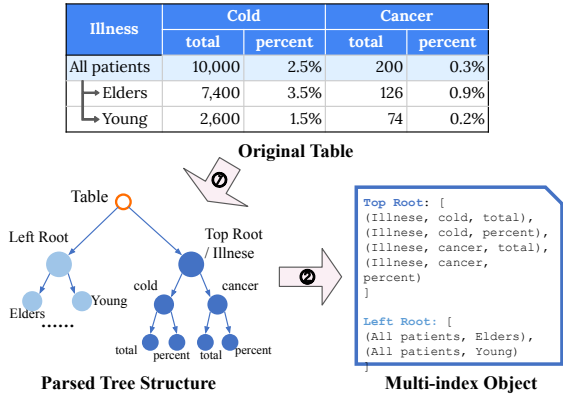 Illness Cold Cancer
total percent total percent
All patients 10,000 2.5% 200 0.3%
Elders 7,400 3.5% 126 0.9%
Young 2,600 1.5% 74 0.2%
Original Table
①
Table
Left Root
Top Root
/ Illnese
Elders
Young
......
cold
cancer
total percent total percent
Parsed Tree Structure
②
Top Root: [
(Illnese, cold, total),
(Illnese, cold, percent),
(Illnese, cancer, total),
(Illnese, cancer,
percent)
]
Left Root: [
(All patients, Elders),
(All patients, Young)
]
Multi-index Object